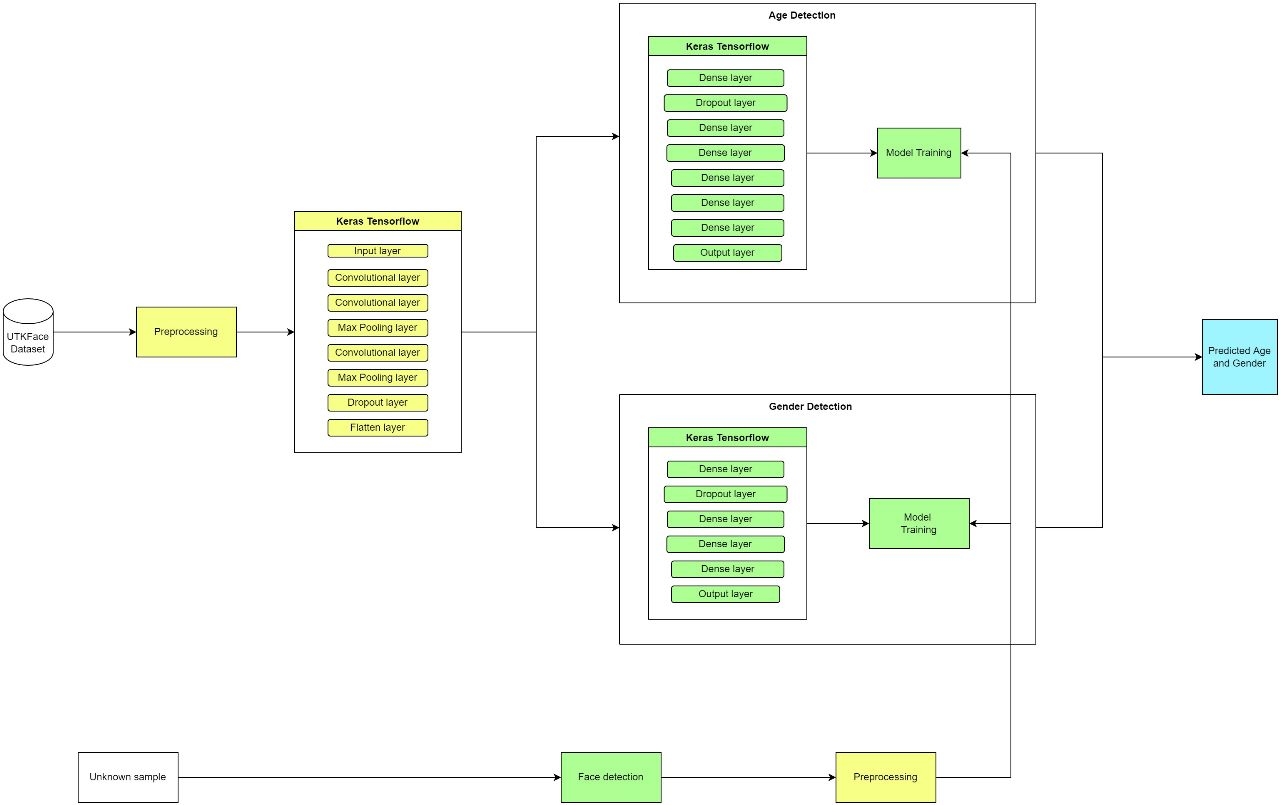 UTKFace
Dataset
Preprocessing
Keras Tensorflow
Input layer
Convolutional layer
Convolutional layer
Max Pooling layer
Convolutional layer
Max Pooling layer
Dropout layer
Flatten layer
Age Detection
Keras Tensorflow
Dense layer
Dropout layer
Dense layer
Dense layer
Dense layer
Dense layer
Dense layer
Output layer
Model Training
Gender Detection
Keras Tensorflow
Dense layer
Dropout layer
Dense layer
Dense layer
Dense layer
Output layer
Model
Training
Predicted Age
and Gender
Unknown sample
Face detection
Preprocessing